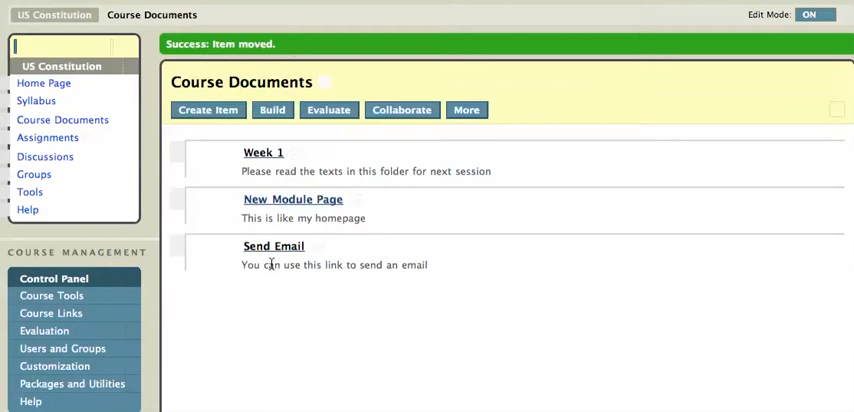 US Constitution Course Documents Edit Mode: ON
Success: Item moved.
US Constitution
Home Page
Syllabus
Course Documents
Assignments
Discussions
Groups
Tools
Help
COURSE MANAGEMENT
Control Panel
Course Tools
Course Links
Evaluation
Users and Groups
Customization
Packages and Utilities
Help
Course Documents
Create Item Build Evaluate Collaborate More
Week 1
Please read the texts in this folder for next session
New Module Page
This is like my homepage
Send Email
You can use this link to send an email